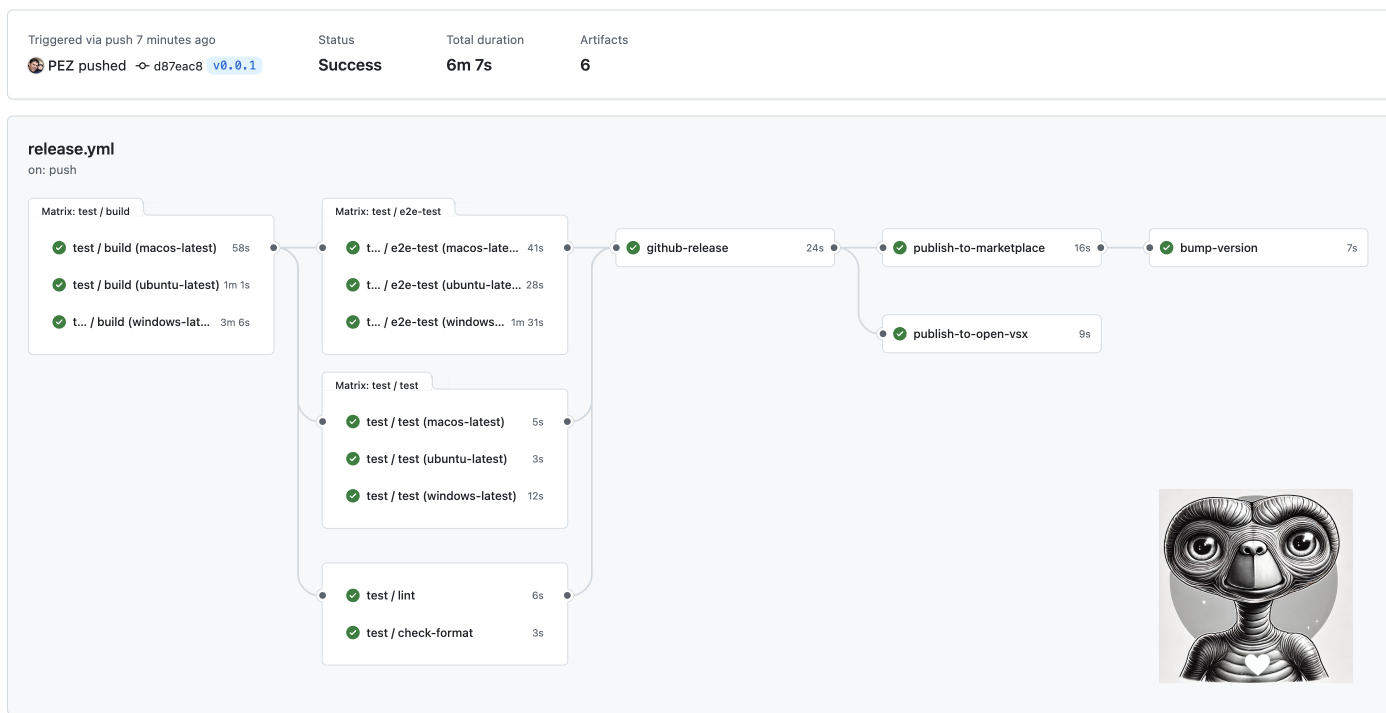 Triggered via push 7 minutes ago
PEZ pushed d87eac8 v0.0.1
Status
Success
Total duration
6m 7s
Artifacts
6
release.yml
on: push
Matrix: test / build
test / build (macos-latest) 58s
test / build (ubuntu-latest) 1m 1s
t... / build (windows-lat... 3m 6s
Matrix: test / e2e-test
t... / e2e-test (macos-late... 41s
t... / e2e-test (ubuntu-late... 28s
t... / e2e-test (windows... 1m 31s
Matrix: test / test
test / test (macos-latest) 5s
test / test (ubuntu-latest) 3s
test / test (windows-latest) 12s
test / lint 6s
test / check-format 3s
github-release 24s
publish-to-marketplace 16s
publish-to-open-vsx 9s
bump-version 7s